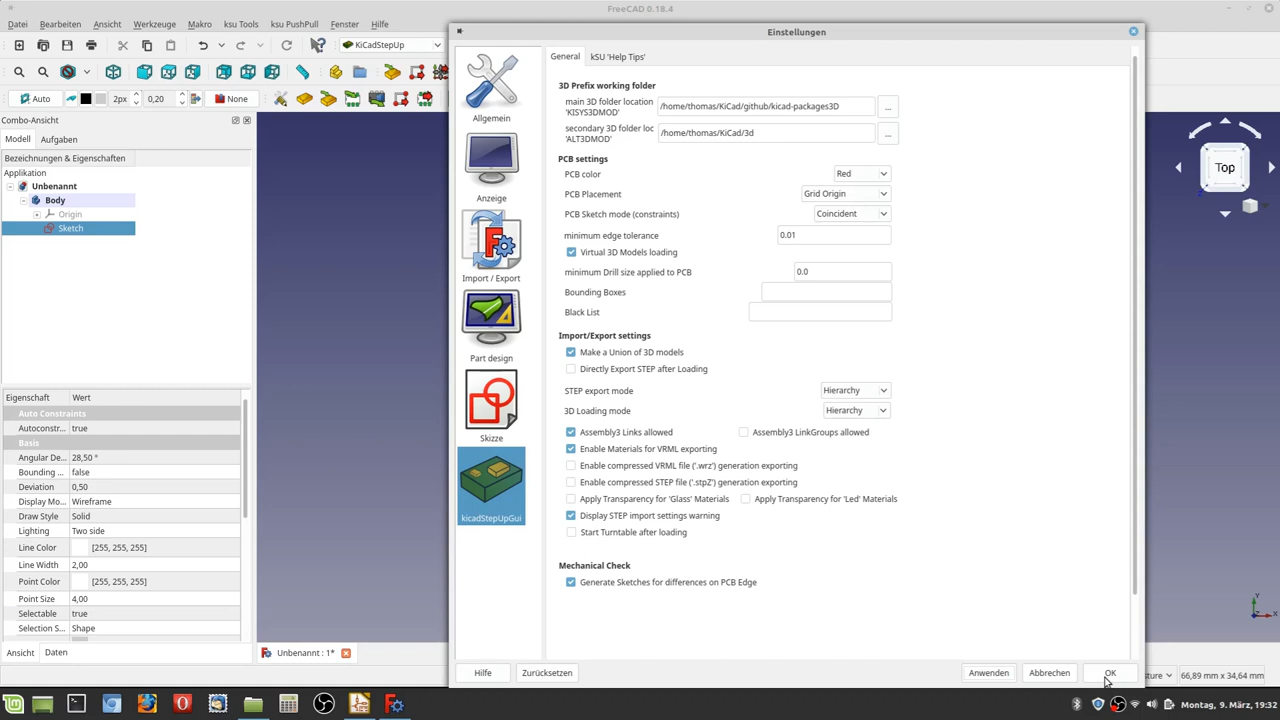 FreeCAD 0.18.4
Datei Bearbeiten Ansicht Werkzeuge Makro ksu Tools ksu PushPull Fenster Hilfe
KiCadStepUp
Auto 2px 0,20 None
Combo-Ansicht
Modell Aufgaben
Bezeichnungen & Eigenschaften
Applikation
Unbenannt
Body
Origin
Sketch
Eigenschaft Wert
Auto Constraints
Autoconstr... true
Basis
Angular De... 28,50 °
Bounding ... false
Deviation 0,50
Display Mo... Wireframe
Draw Style Solid
Lighting Two side
Line Color [255, 255, 255]
Line Width 2,00
Point Color [255, 255, 255]
Point Size 4,00
Selectable true
Selection S... Shape
Ansicht Daten
Unbenannt : 1*
Einstellungen
Allgemein
Anzeige
Import / Export
Part design
Skizze
kicadStepUpGui
General kSU 'Help Tips'
3D Prefix working folder
main 3D folder location
'KISYS3DMOD'
/home/thomas/KiCad/github/kicad-packages3D
...
secondary 3D folder loc
'ALT3DMOD'
/home/thomas/KiCad/3d
...
PCB settings
PCB color Red
PCB Placement Grid Origin
PCB Sketch mode (constraints) Coincident
minimum edge tolerance 0.01
Virtual 3D Models loading
minimum Drill size applied to PCB 0.0
Bounding Boxes
Black List
Import/Export settings
Make a Union of 3D models
Directly Export STEP after Loading
STEP export mode Hierarchy
3D Loading mode Hierarchy
Assembly3 Links allowed Assembly3 LinkGroups allowed
Enable Materials for VRML exporting
Enable compressed VRML file ('.wrz') generation exporting
Enable compressed STEP file ('.stpZ') generation exporting
Apply Transparency for 'Glass' Materials Apply Transparency for 'Led' Materials
Display STEP import settings warning
Start Turntable after loading
Mechanical Check
Generate Sketches for differences on PCB Edge
Hilfe Zurücksetzen Anwenden Abbrechen OK
Top
Y
X
ture 66,89 mm x 34,64 mm
Montag, 9. März, 19:32